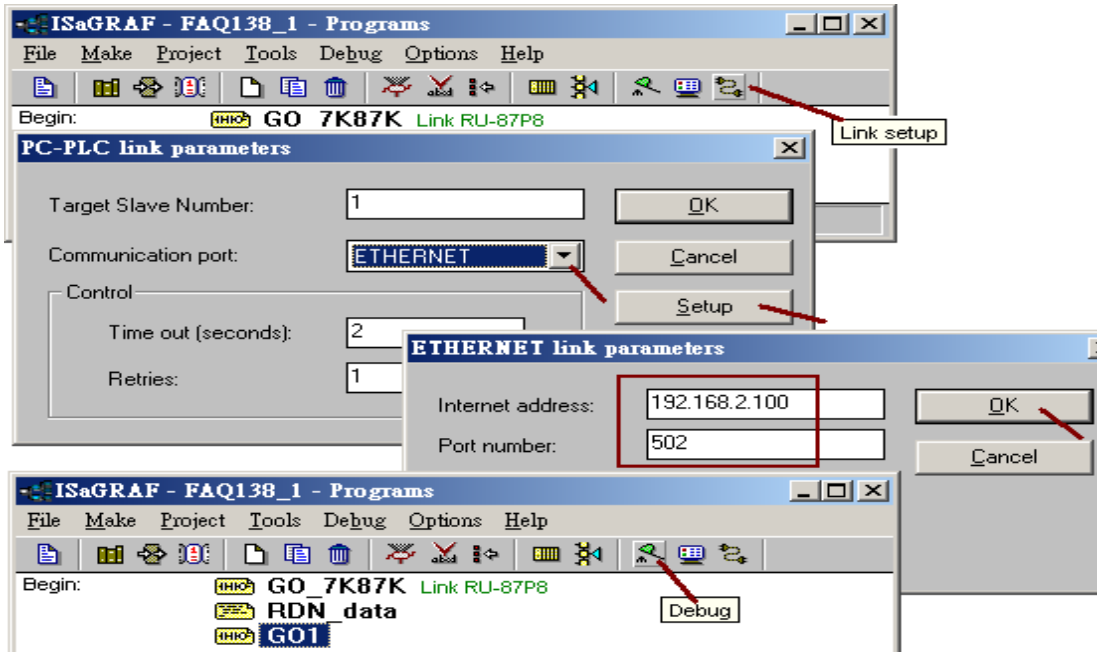 ISaGRAF - FAQ138_1 - Programs
File Make Project Tools Debug Options Help
Begin: GO_7K87K Link RU-87P8
Link setup
PC-PLC link parameters
Target Slave Number: 1 OK
Communication port: ETHERNET Cancel
Control Setup
Time out (seconds): 2
Retries: 1
ETHERNET link parameters
Internet address: 192.168.2.100 OK
Port number: 502 Cancel
ISaGRAF - FAQ138_1 - Programs
File Make Project Tools Debug Options Help
Begin: GO_7K87K Link RU-87P8
RDN_data
GO1
Debug